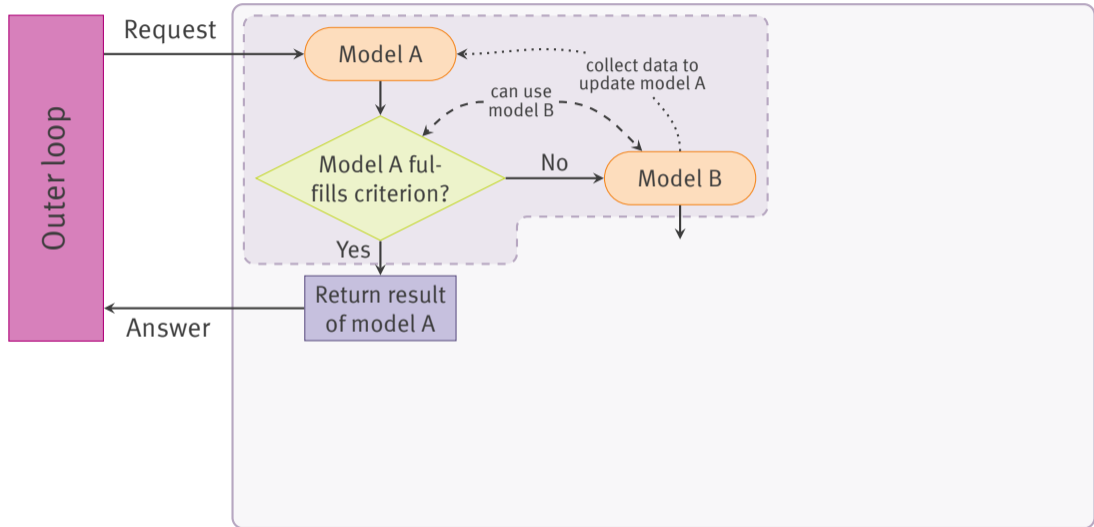 Outer loop
Request
Model A
collect data to
update model A
can use
model B
Model A ful-
fills criterion?
No
Model B
Yes
Return result
of model A
Answer